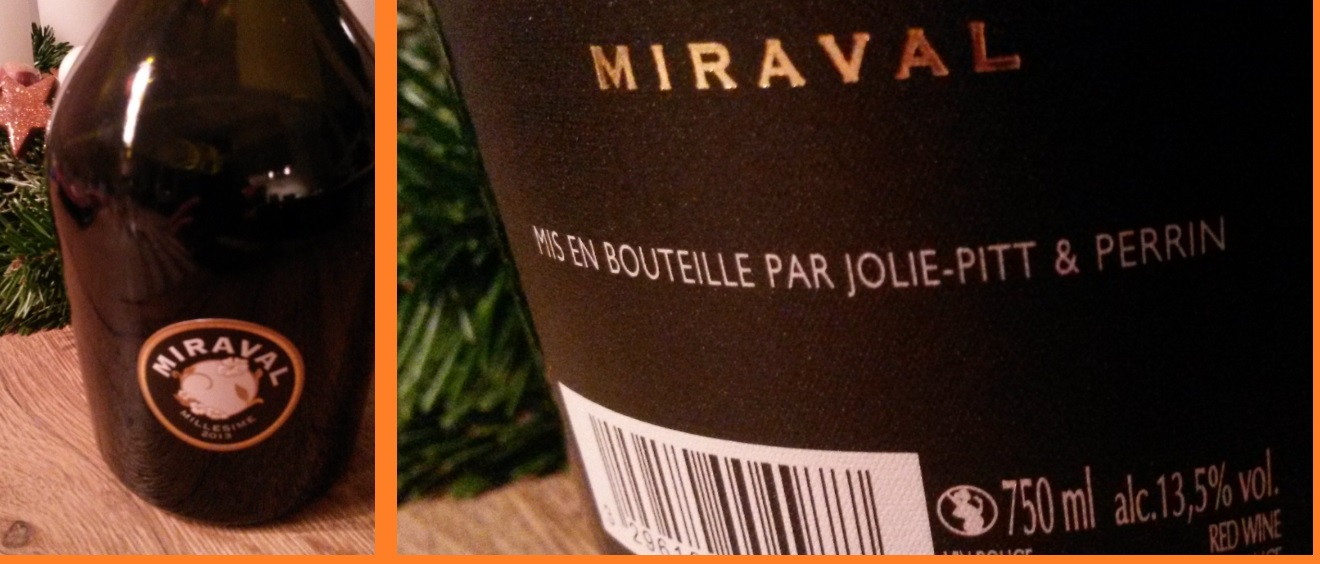 MIRAVAL
MILLESIME
2013
MIRAVAL
MIS EN BOUTEILLE PAR JOLIE-PITT & PERRIN
750 ml alc.13,5% vol.
RED WINE